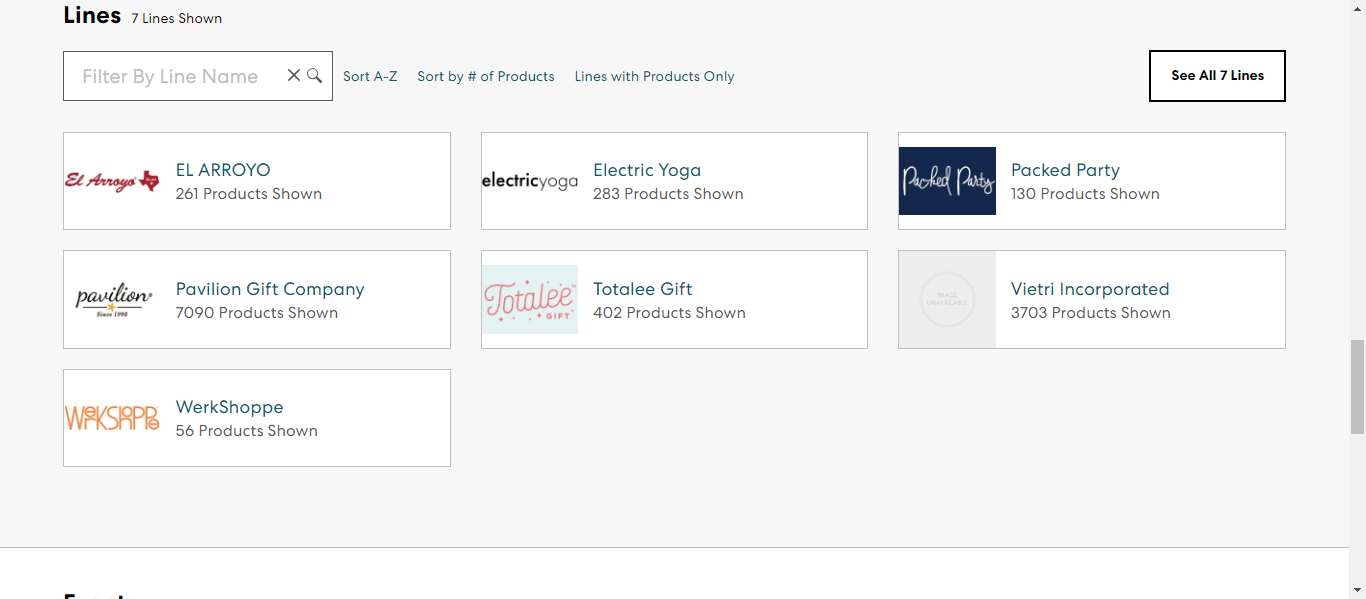 Lines 7 Lines Shown
Filter By Line Name
Sort A-Z
Sort by # of Products
Lines with Products Only
See All 7 Lines
El Arroyo
EL ARROYO
261 Products Shown
electricyoga
Electric Yoga
283 Products Shown
Packed Party
Packed Party
130 Products Shown
pavilion®
Since 1998
Pavilion Gift Company
7090 Products Shown
Totalee™
GIFT
Totalee Gift
402 Products Shown
IMAGE
UNAVAILABLE
Vietri Incorporated
3703 Products Shown
WERKSHOPPE
WerkShoppe
56 Products Shown